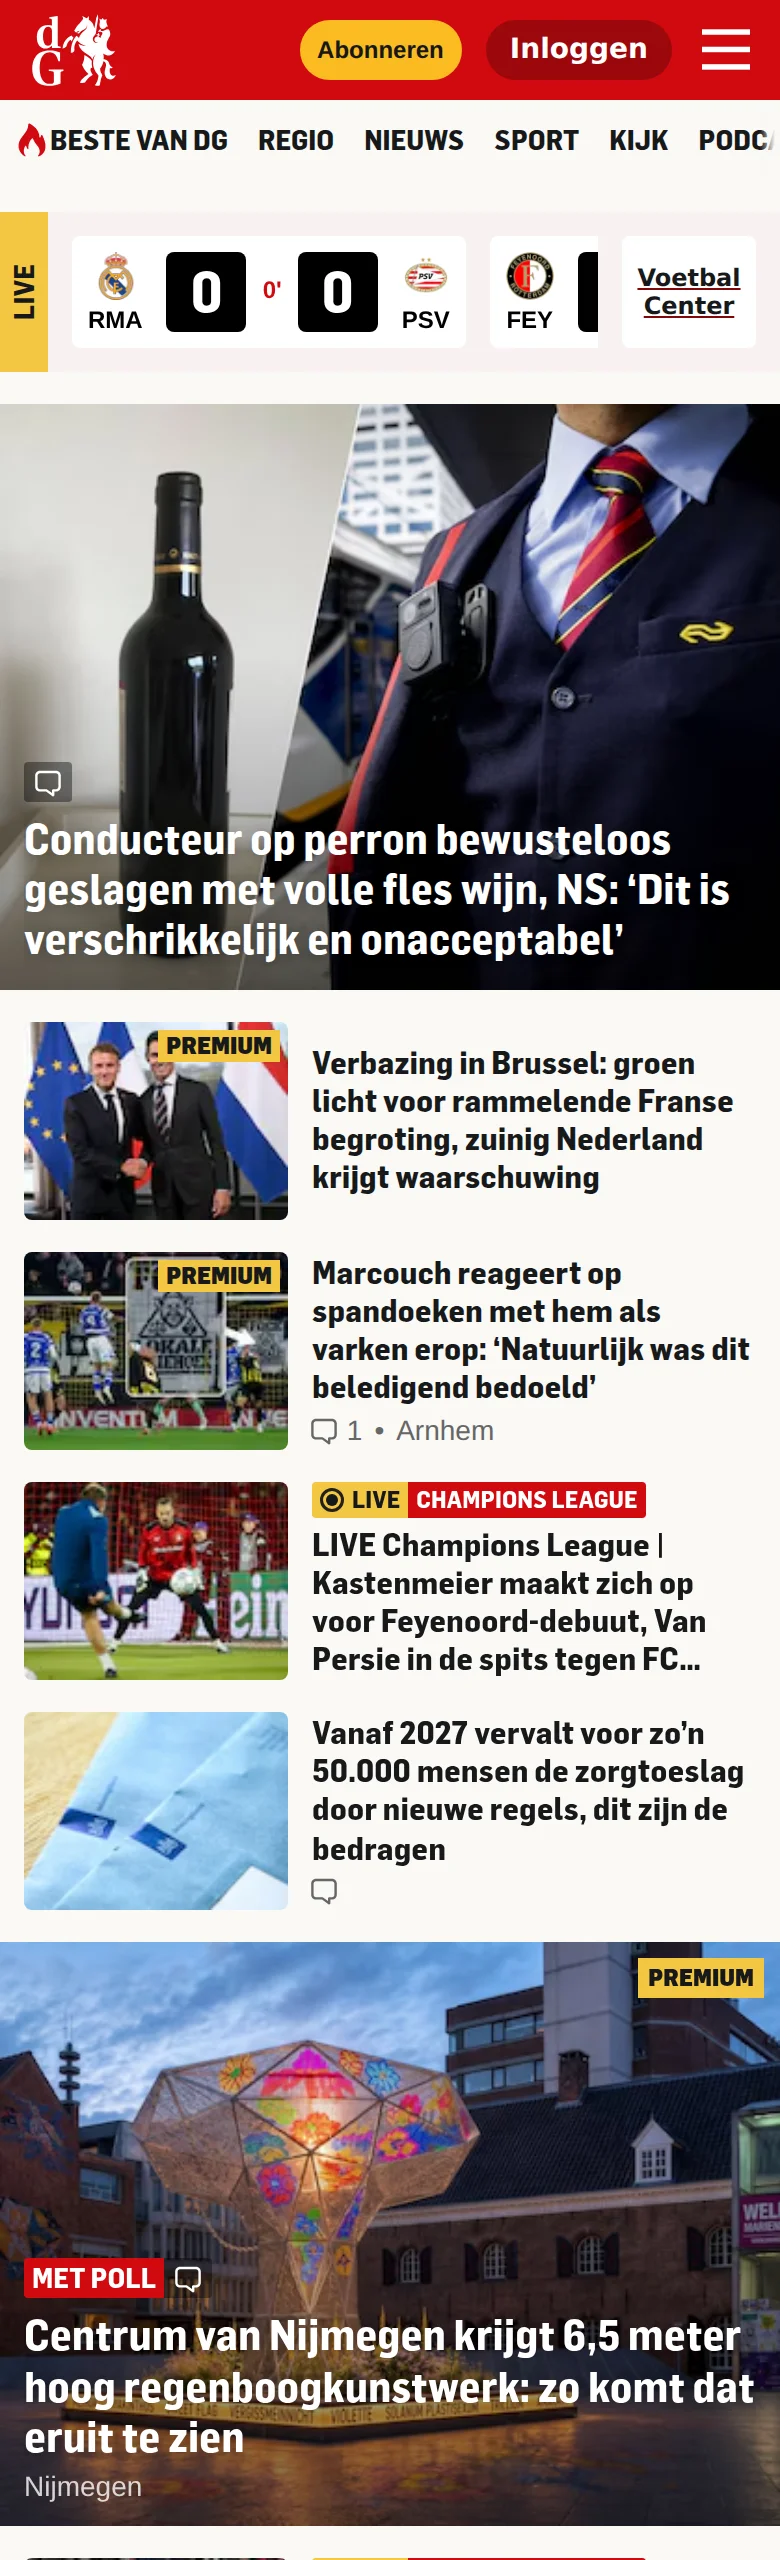 dG
Abonneren
Inloggen
BESTE VAN DG
REGIO
NIEUWS
SPORT
KIJK
PODCA
LIVE
RMA
0
0'
0
PSV
FEY
Voetbal
Center
Conducteur op perron bewusteloos
geslagen met volle fles wijn, NS: ‘Dit is
verschrikkelijk en onacceptabel’
PREMIUM
Verbazing in Brussel: groen
licht voor rammelende Franse
begroting, zuinig Nederland
krijgt waarschuwing
PREMIUM
Marcouch reageert op
spandoeken met hem als
varken erop: ‘Natuurlijk was dit
beledigend bedoeld’
1 • Arnhem
LIVE CHAMPIONS LEAGUE
LIVE Champions League |
Kastenmeier maakt zich op
voor Feyenoord-debuut, Van
Persie in de spits tegen FC...
Vanaf 2027 vervalt voor zo’n
50.000 mensen de zorgtoeslag
door nieuwe regels, dit zijn de
bedragen
PREMIUM
MET POLL
Centrum van Nijmegen krijgt 6,5 meter
hoog regenboogkunstwerk: zo komt dat
eruit te zien
Nijmegen